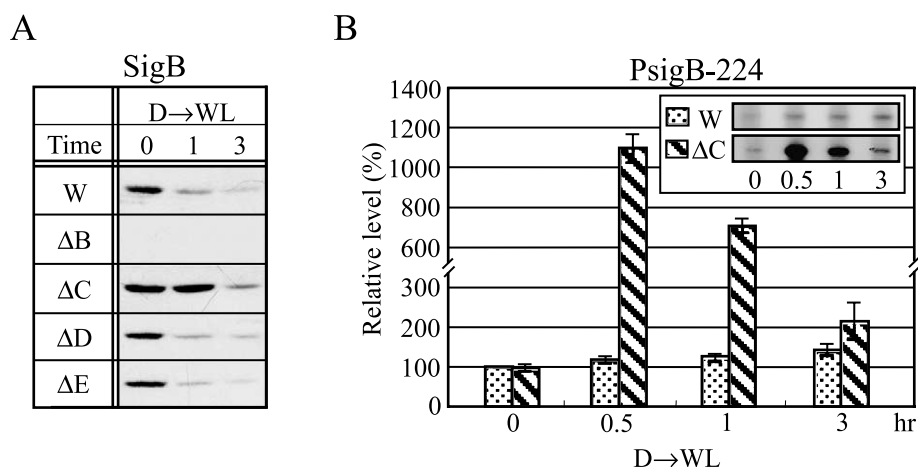 A
SigB
D→WL
Time 0 1 3
W
ΔB
ΔC
ΔD
ΔE
B
PsigB-224
Relative level (%)
1400
1200
1000
800
600
300
200
100
0
W
ΔC
0 0.5 1 3
0 0.5 1 3 hr
D→WL